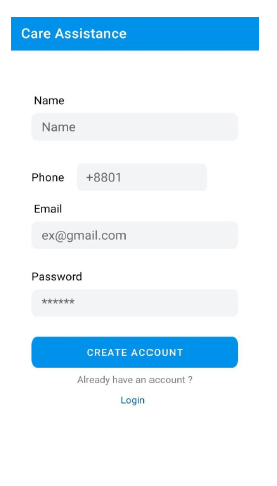 Care Assistance
Name
Name
Phone +8801
Email
ex@gmail.com
Password
******
CREATE ACCOUNT
Already have an account ?
Login